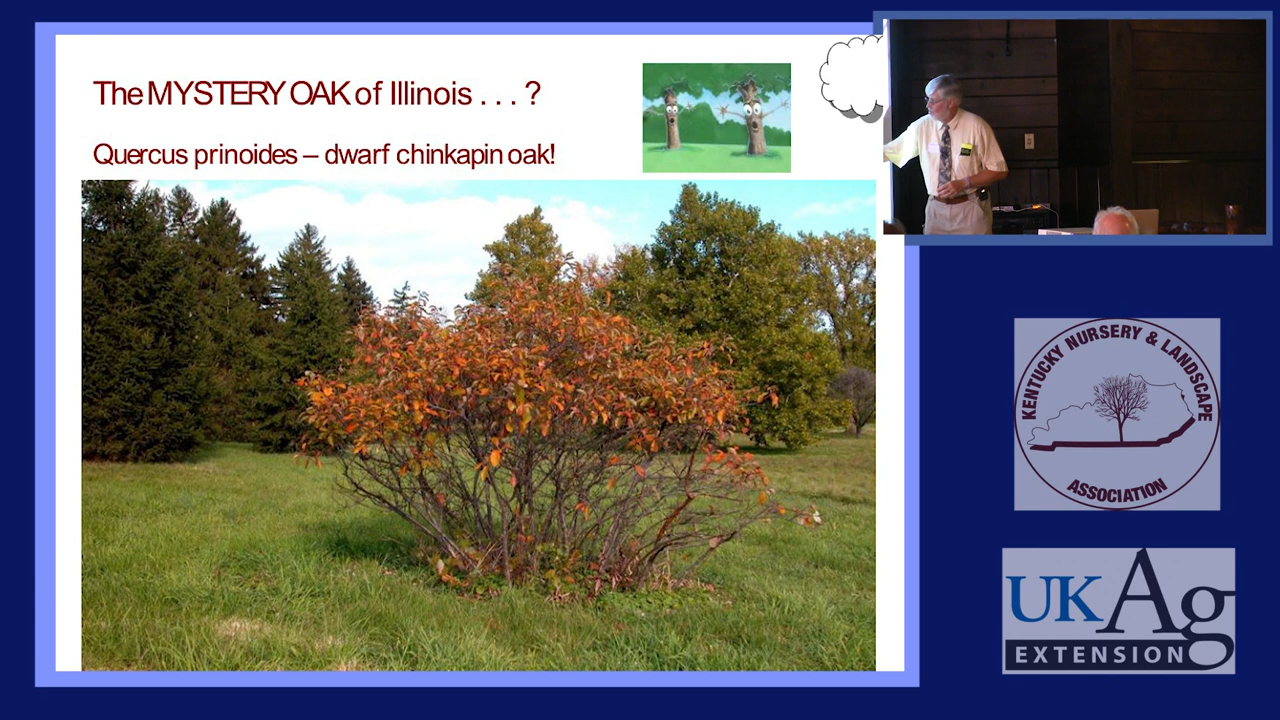 The MYSTERY OAK of Illinois . . . ?
Quercus prinoides – dwarf chinkapin oak!
KENTUCKY NURSERY & LANDSCAPE
ASSOCIATION
UKAg
EXTENSION